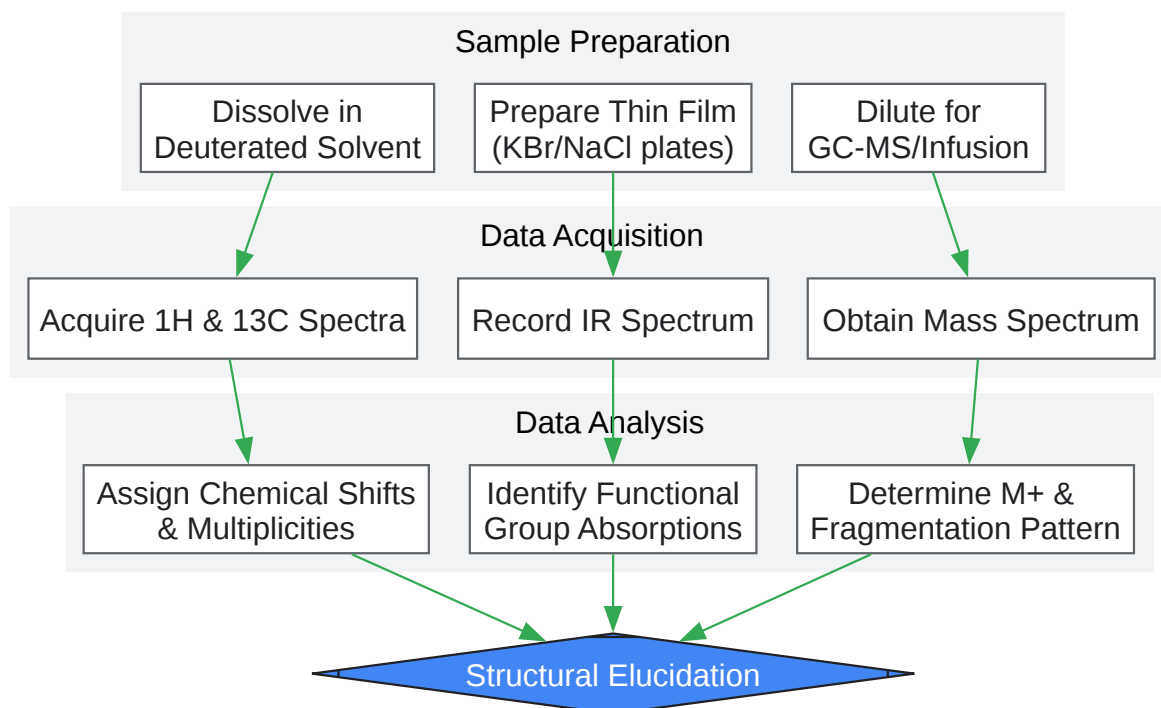 Sample Preparation
Dissolve in
Deuterated Solvent
Prepare Thin Film
(KBr/NaCl plates)
Dilute for
GC-MS/Infusion
Data Acquisition
Acquire 1H & 13C Spectra
Record IR Spectrum
Obtain Mass Spectrum
Data Analysis
Assign Chemical Shifts
& Multiplicities
Identify Functional
Group Absorptions
Determine M+ &
Fragmentation Pattern
Structural Elucidation